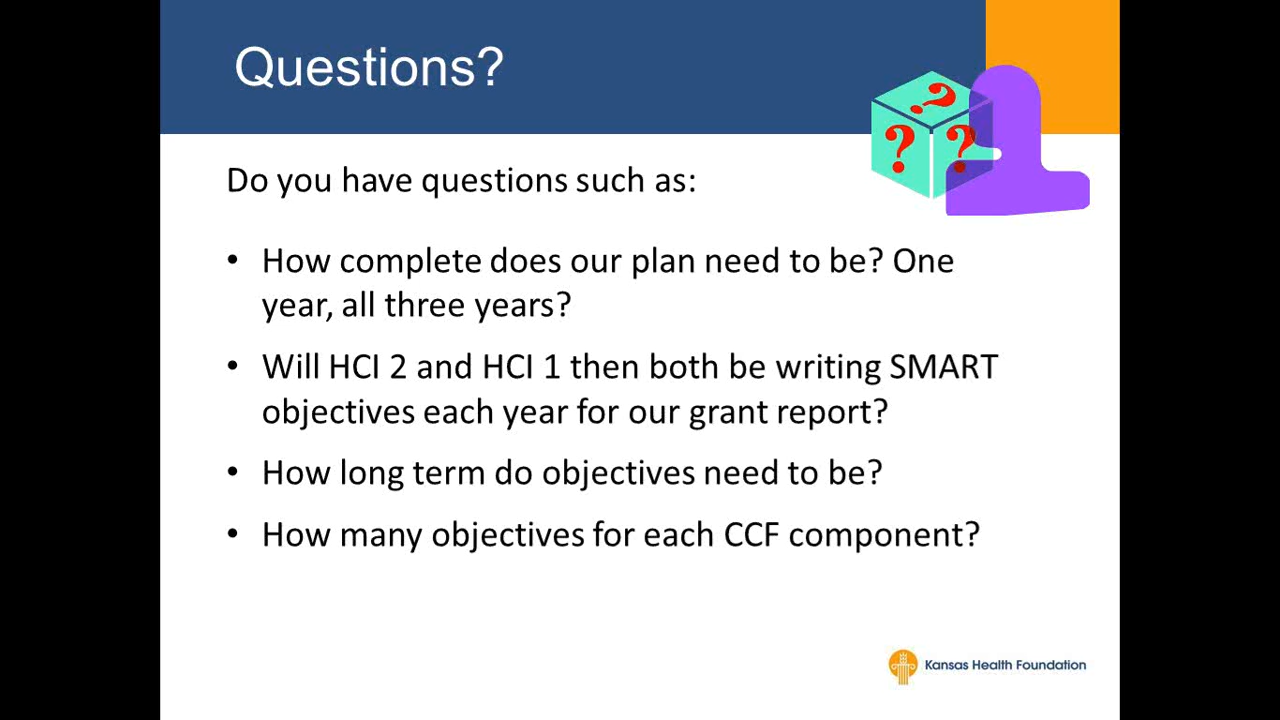 Questions?
? ? ?
Do you have questions such as:
• How complete does our plan need to be? One
year, all three years?
• Will HCI 2 and HCI 1 then both be writing SMART
objectives each year for our grant report?
• How long term do objectives need to be?
• How many objectives for each CCF component?
Kansas Health Foundation